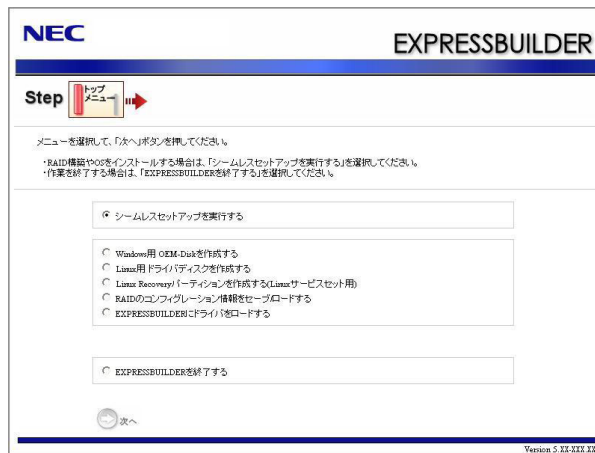 NEC
EXPRESSBUILDER
Step
トップ
メニュー
メニューを選択して、「次へ」ボタンを押してください。
・RAID構築やOSをインストールする場合は、「シームレスセットアップを実行する」を選択してください。
・作業を終了する場合は、「EXPRESSBUILDERを終了する」を選択してください。
シームレスセットアップを実行する
Windows用 OEM-Diskを作成する
Linux用ドライバディスクを作成する
Linux Recoveryパーティションを作成する(Linuxサービスセット用)
RAIDのコンフィグレーション情報をセーブ/ロードする
EXPRESSBUILDERにドライバをロードする
EXPRESSBUILDERを終了する
次へ
Version 5.XX-XXX.XX